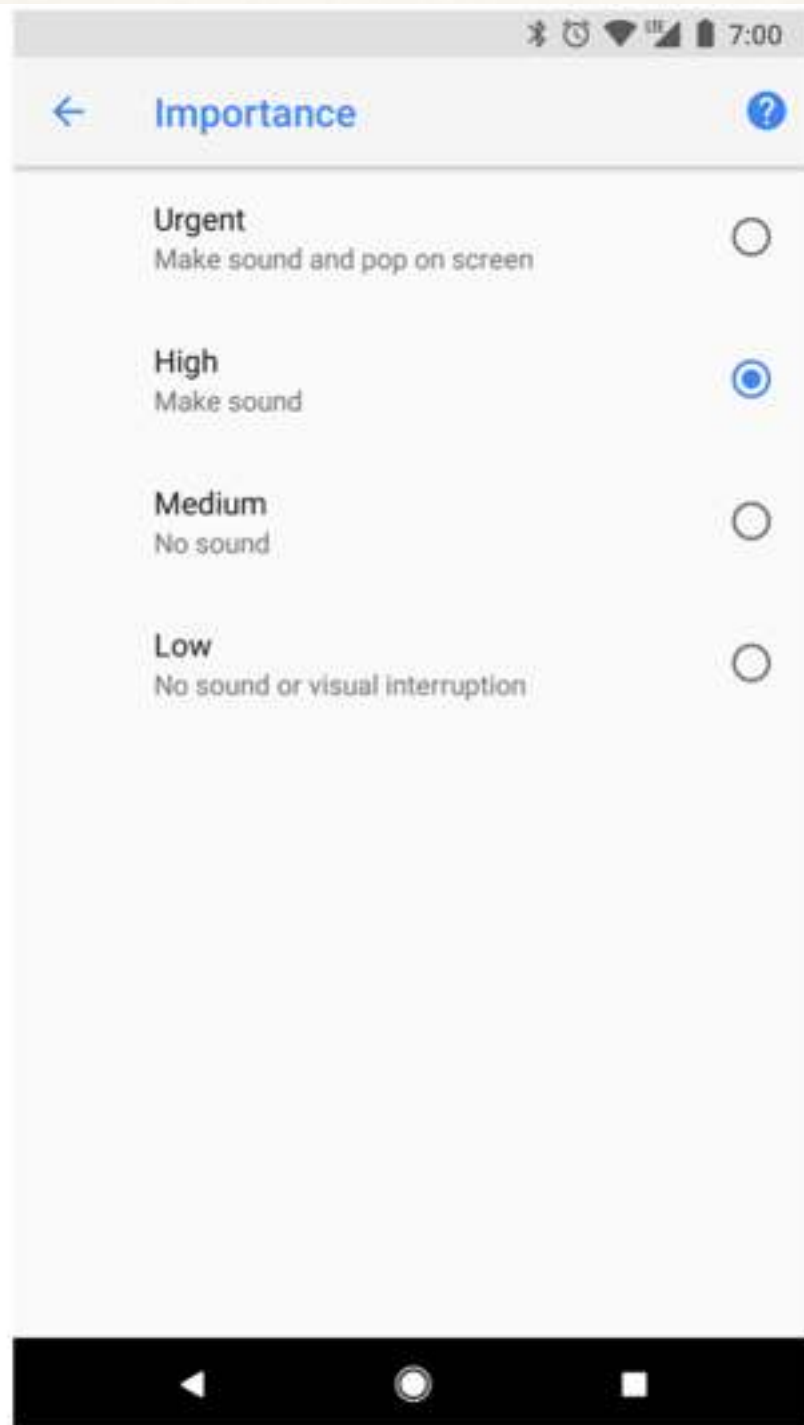 LTE 7:00
Importance
Urgent
Make sound and pop on screen
High
Make sound
Medium
No sound
Low
No sound or visual interruption